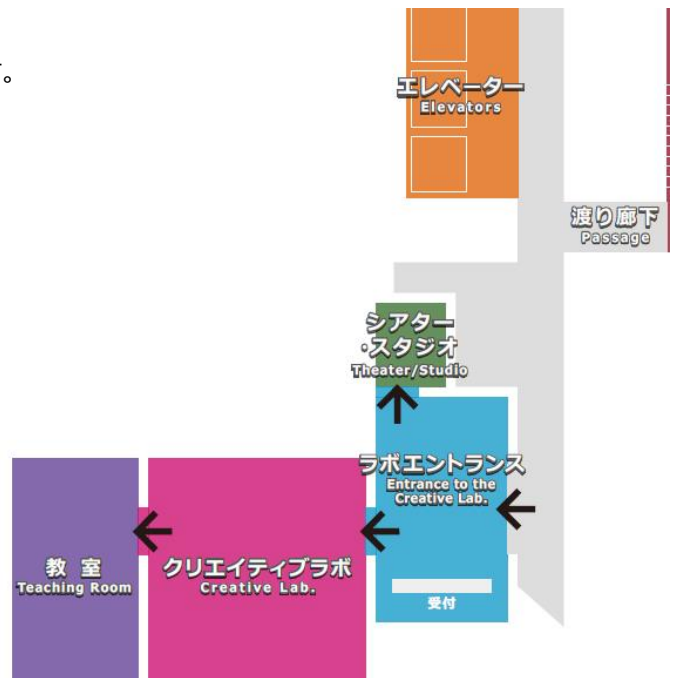 。
エレベーター
Elevators
渡り廊下
Passage
シアター
・スタジオ
Theater/Studio
ラボエントランス
Entrance to the
Creative Lab.
教 室
Teaching Room
クリエイティブラボ
Creative Lab.
受付